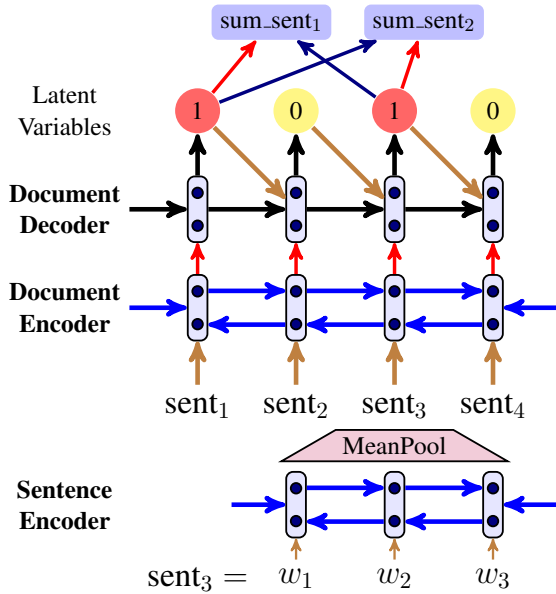 sum_sent₁ sum_sent₂
Latent
Variables
1 0 1 0
Document
Decoder
Document
Encoder
sent₁ sent₂ sent₃ sent₄
MeanPool
Sentence
Encoder
sent₃ = w₁ w₂ w₃